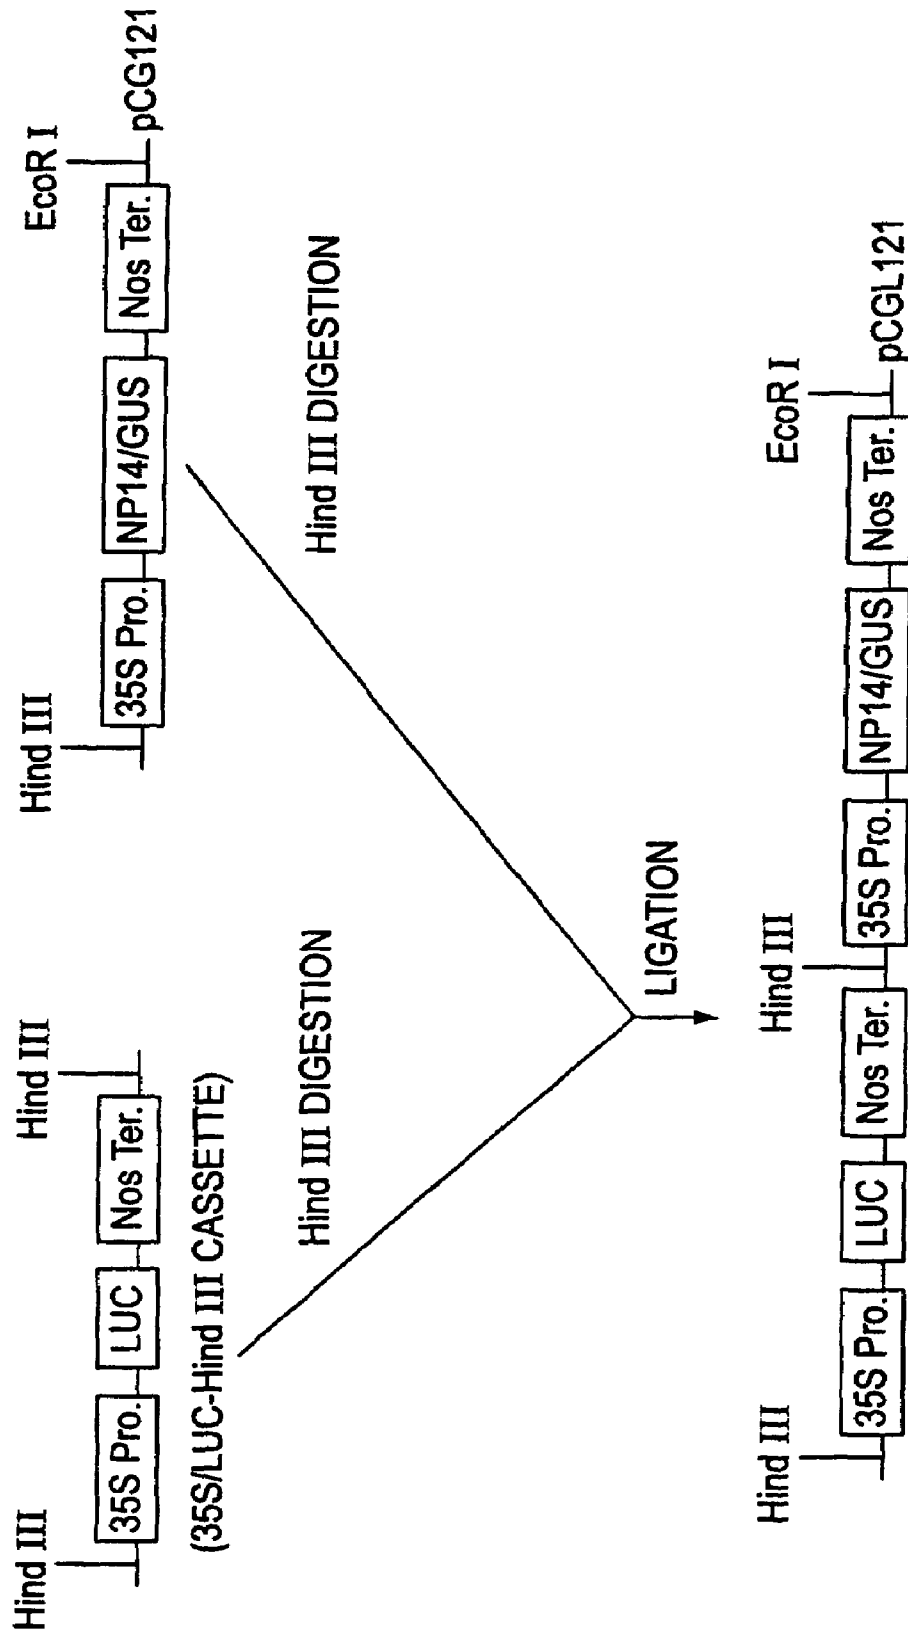 Hind III
Hind III
35S Pro.
LUC
Nos Ter.
(35S/LUC-Hind III CASSETTE)
Hind III DIGESTION
Hind III
EcoR I
35S Pro.
NP14/GUS
Nos Ter.
pCG121
Hind III DIGESTION
LIGATION
Hind III
Hind III
EcoR I
35S Pro.
LUC
Nos Ter.
35S Pro.
NP14/GUS
Nos Ter.
pCGL121